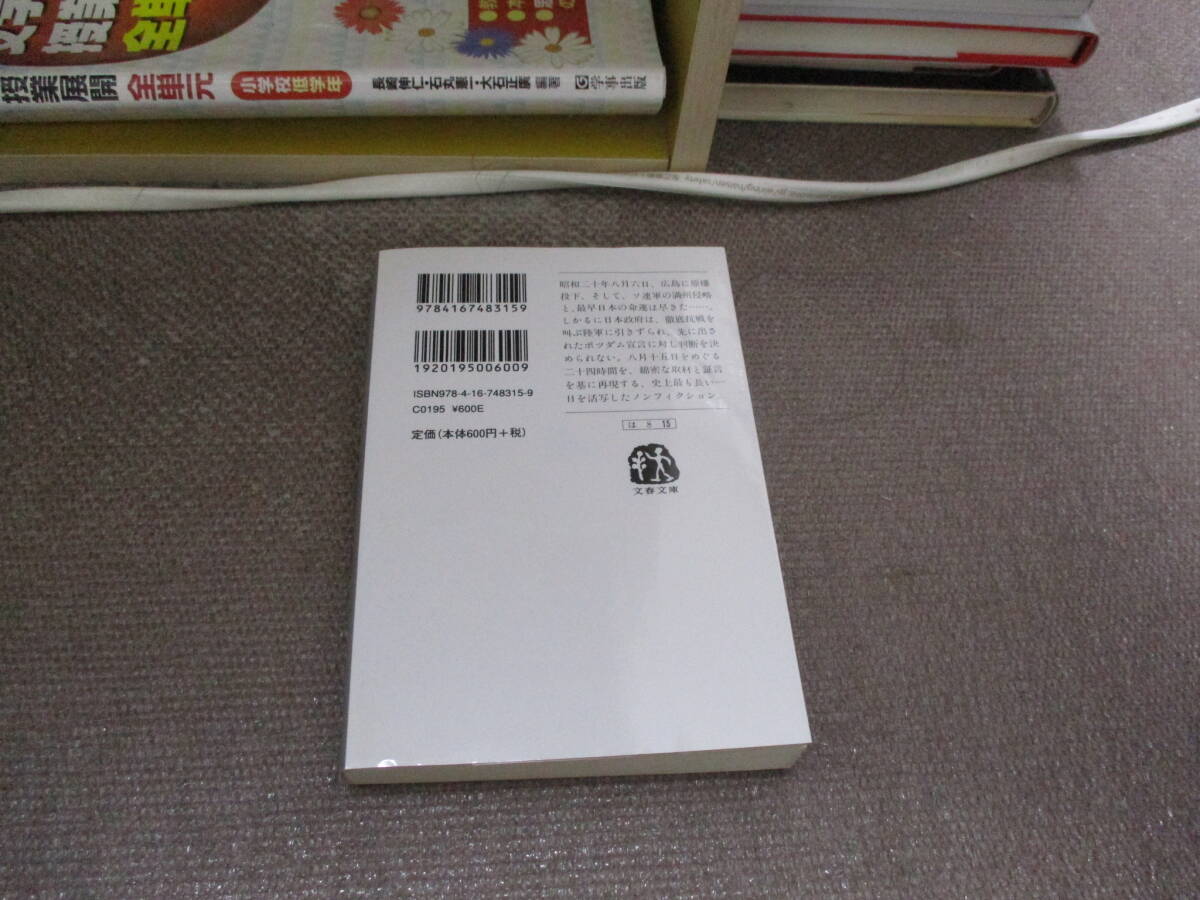 授業展開 全単元 小学校低学年 長崎伸仁・石丸憲一・大石正廣 編著 学事出版
9784167483159
1920195006009
ISBN978-4-16-748315-9
C0195 ¥600E
定価（本体600円＋税）
昭和二十年八月六日、広島に原爆
投下、そして、ソ連軍の満州侵略
と、最早日本の命運は尽きた……。
しかるに日本政府は、徹底抗戦を
叫ぶ陸軍に引きずられ、先に出さ
れたポツダム宣言に対し判断を決
められない。八月十五日をめぐる
二十四時間を、綿密な取材と証言
を基に再現する、史上最も長い一
日を活写したノンフィクション。
は 8 15
文春文庫